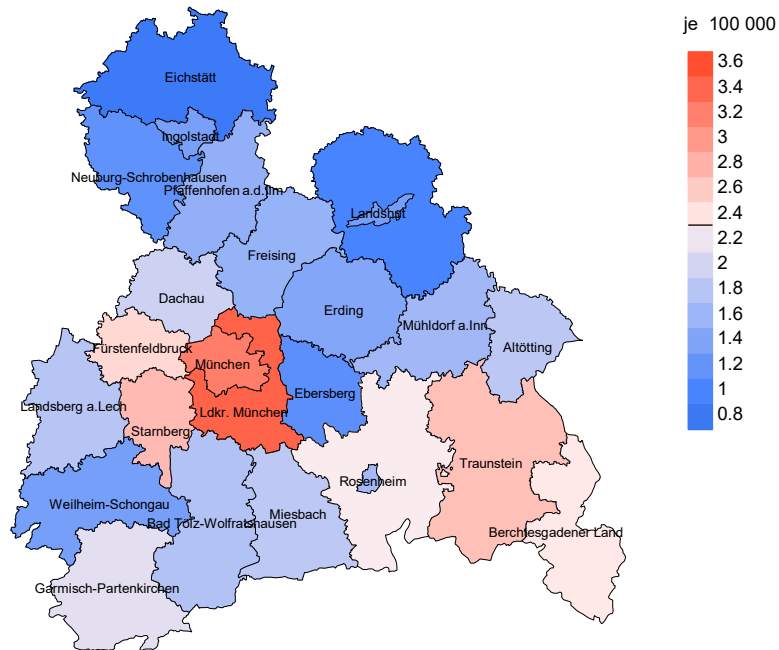 je 100 000
3.6
3.4
3.2
3
2.8
2.6
2.4
2.2
2
1.8
1.6
1.4
1.2
1
0.8
Eichstätt
Ingolstadt
Neuburg-Schrobenhausen
Pfaffenhofen a.d.Ilm
Landshut
Freising
Dachau
Erding
Mühldorf a.Inn
Altötting
Fürstenfeldbruck
München
Ebersberg
Landsberg a.Lech
Ldkr. München
Starnberg
Traunstein
Rosenheim
Weilheim-Schongau
Miesbach
Bad Tölz-Wolfratshausen
Berchtesgadener Land
Garmisch-Partenkirchen